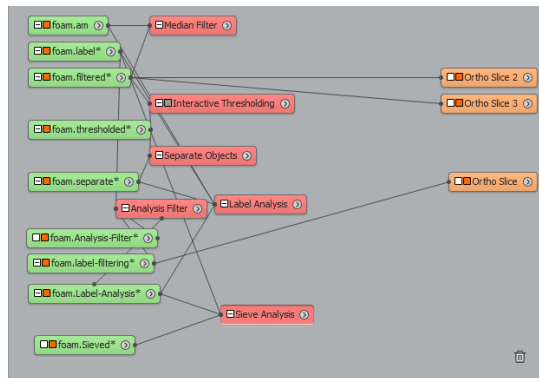 foam.am
Median Filter
foam.label*
foam.filtered*
Ortho Slice 2
Ortho Slice 3
Interactive Thresholding
foam.thresholded*
Separate Objects
foam.separate*
Ortho Slice
Analysis Filter
Label Analysis
foam.Analysis-Filter*
foam.label-filtering*
foam.Label-Analysis*
Sieve Analysis
foam.Sieved*